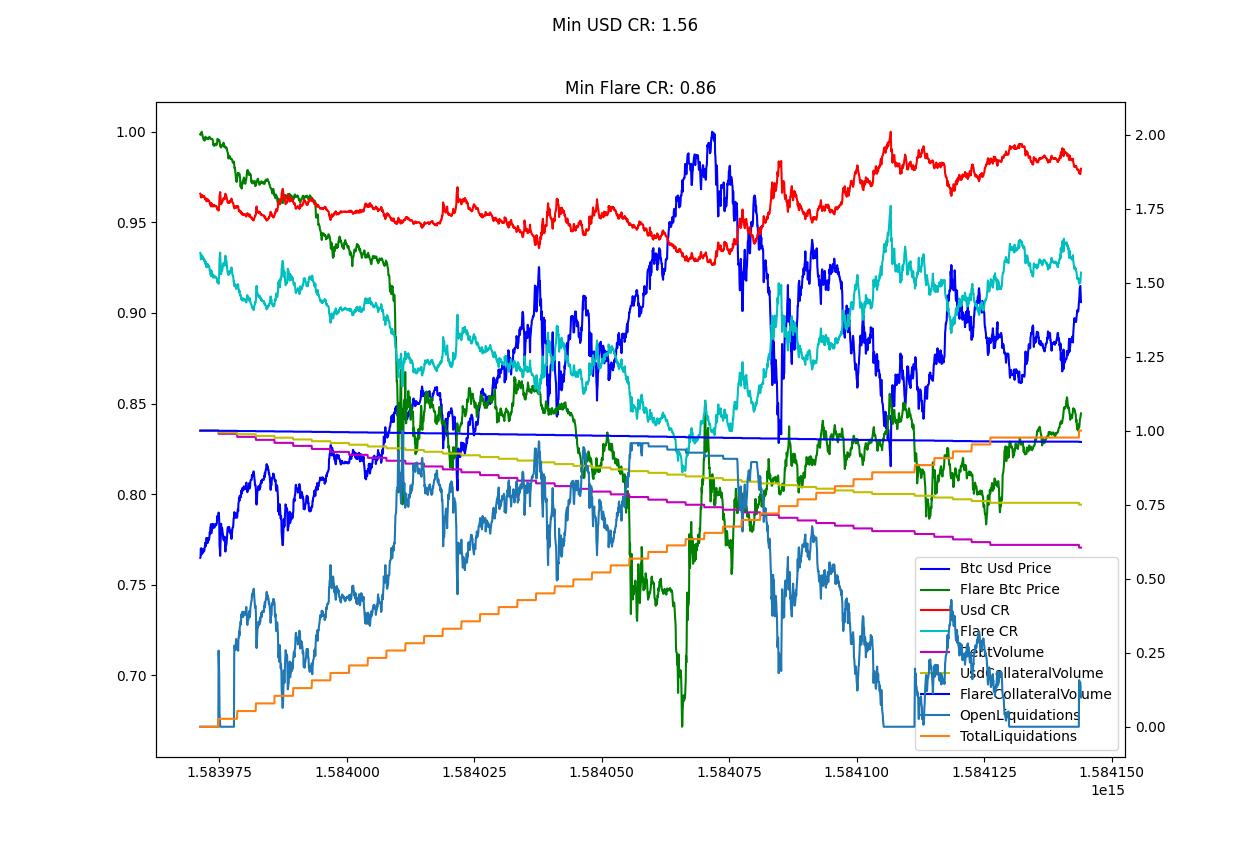 Min USD CR: 1.56
Min Flare CR: 0.86
1.00
0.95
0.90
0.85
0.80
0.75
0.70
2.00
1.75
1.50
1.25
1.00
0.75
0.50
0.25
0.00
Btc Usd Price
Flare Btc Price
Usd CR
Flare CR
DebtVolume
UsdCollateralVolume
FlareCollateralVolume
OpenLiquidations
TotalLiquidations
1.583975 1.584000 1.584025 1.584050 1.584075 1.584100 1.584125 1.584150
1e15